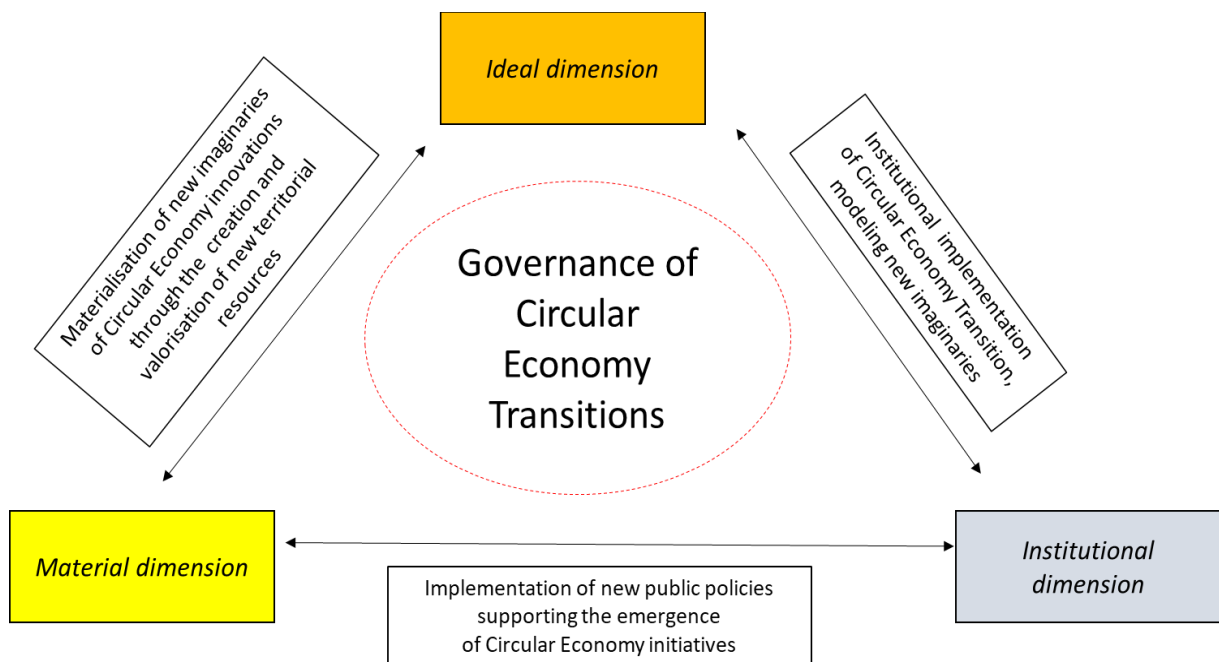 Ideal dimension
Materialisation of new imaginaries
of Circular Economy innovations
through the creation and
valorisation of new territorial
resources
Institutional implementation
of Circular Economy Transition,
modeling new imaginaries
Governance of
Circular
Economy
Transitions
Material dimension
Institutional
dimension
Implementation of new public policies
supporting the emergence
of Circular Economy initiatives